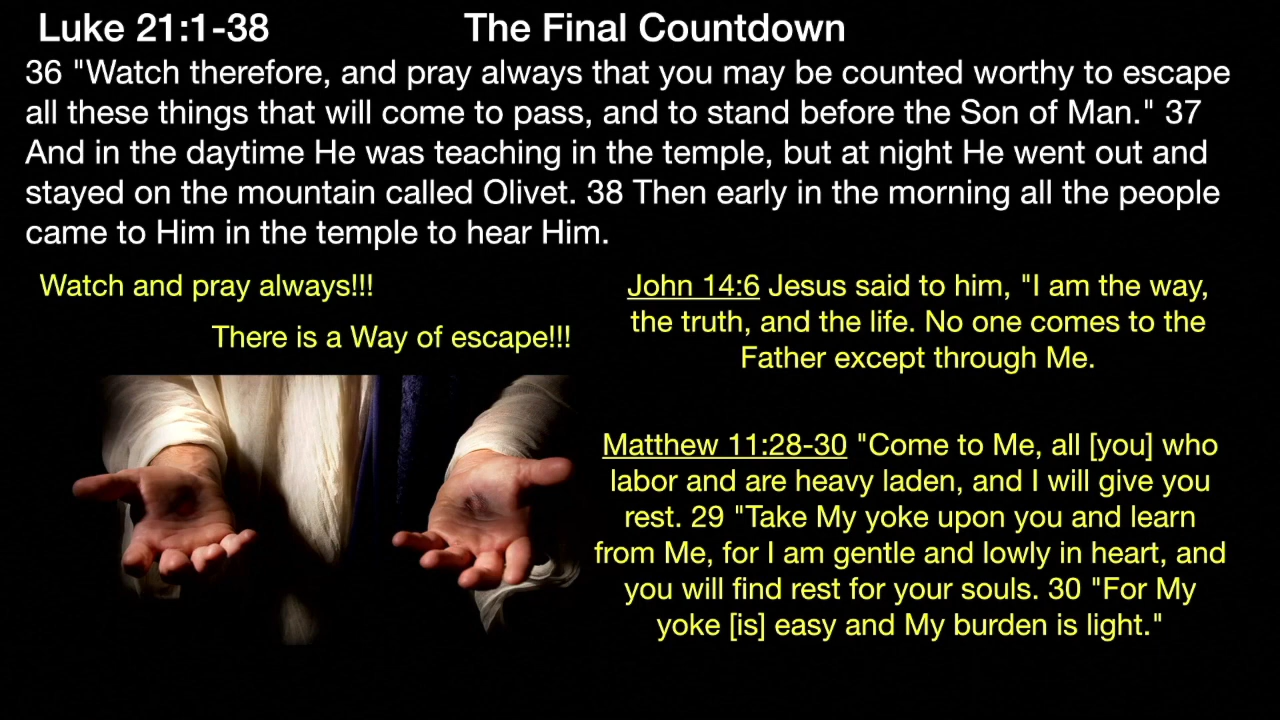 Luke 21:1-38 The Final Countdown
36 "Watch therefore, and pray always that you may be counted worthy to escape
all these things that will come to pass, and to stand before the Son of Man." 37
And in the daytime He was teaching in the temple, but at night He went out and
stayed on the mountain called Olivet. 38 Then early in the morning all the people
came to Him in the temple to hear Him.
Watch and pray always!!!
There is a Way of escape!!!
John 14:6 Jesus said to him, "I am the way,
the truth, and the life. No one comes to the
Father except through Me.
Matthew 11:28-30 "Come to Me, all [you] who
labor and are heavy laden, and I will give you
rest. 29 "Take My yoke upon you and learn
from Me, for I am gentle and lowly in heart, and
you will find rest for your souls. 30 "For My
yoke [is] easy and My burden is light."